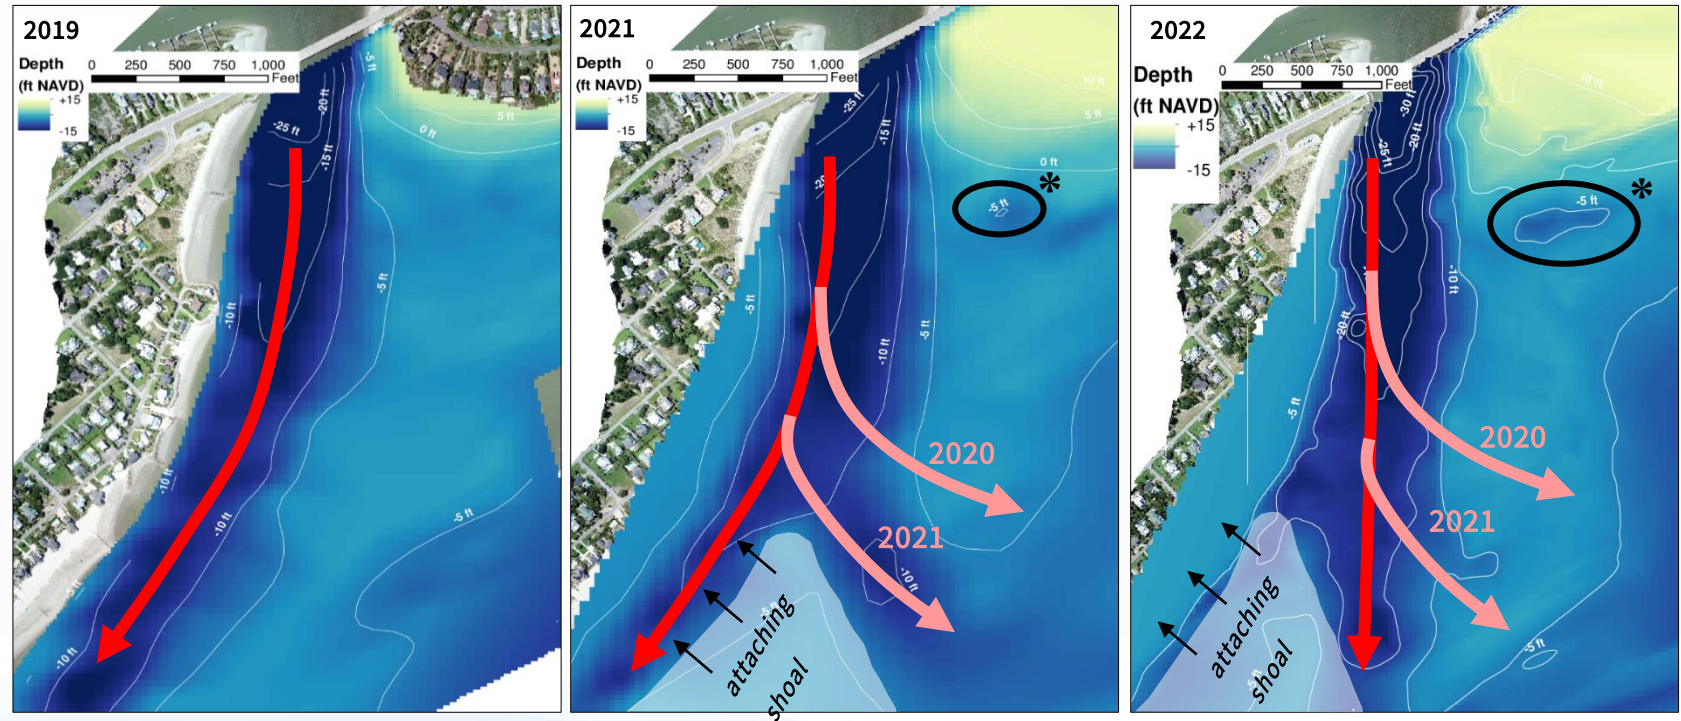 2019
Depth
(ft NAVD)
+15
-15
0 250 500 750 1,000
Feet
-5 ft
-20 ft
-25 ft
-15 ft
5 ft
0 ft
-5 ft
-10 ft
-10 ft
-10 ft
-5 ft
-5 ft
-10 ft
2021
Depth
(ft NAVD)
+15
-15
0 250 500 750 1,000
Feet
-25 ft
-15 ft
-20
10 ft
5 ft
0 ft
*
-5 ft
-5 ft
-5 ft
-10 ft
2020
2021
-10 ft
-5 ft
attaching
shoal
2022
Depth
(ft NAVD)
+15
-15
0 250 500 750 1,000
Feet
-30 ft
20 ft
25 ft
10 ft
*
-5 ft
-10 ft
-20 ft
-5 ft
2020
2021
attaching
shoal
-5 ft
5 ft